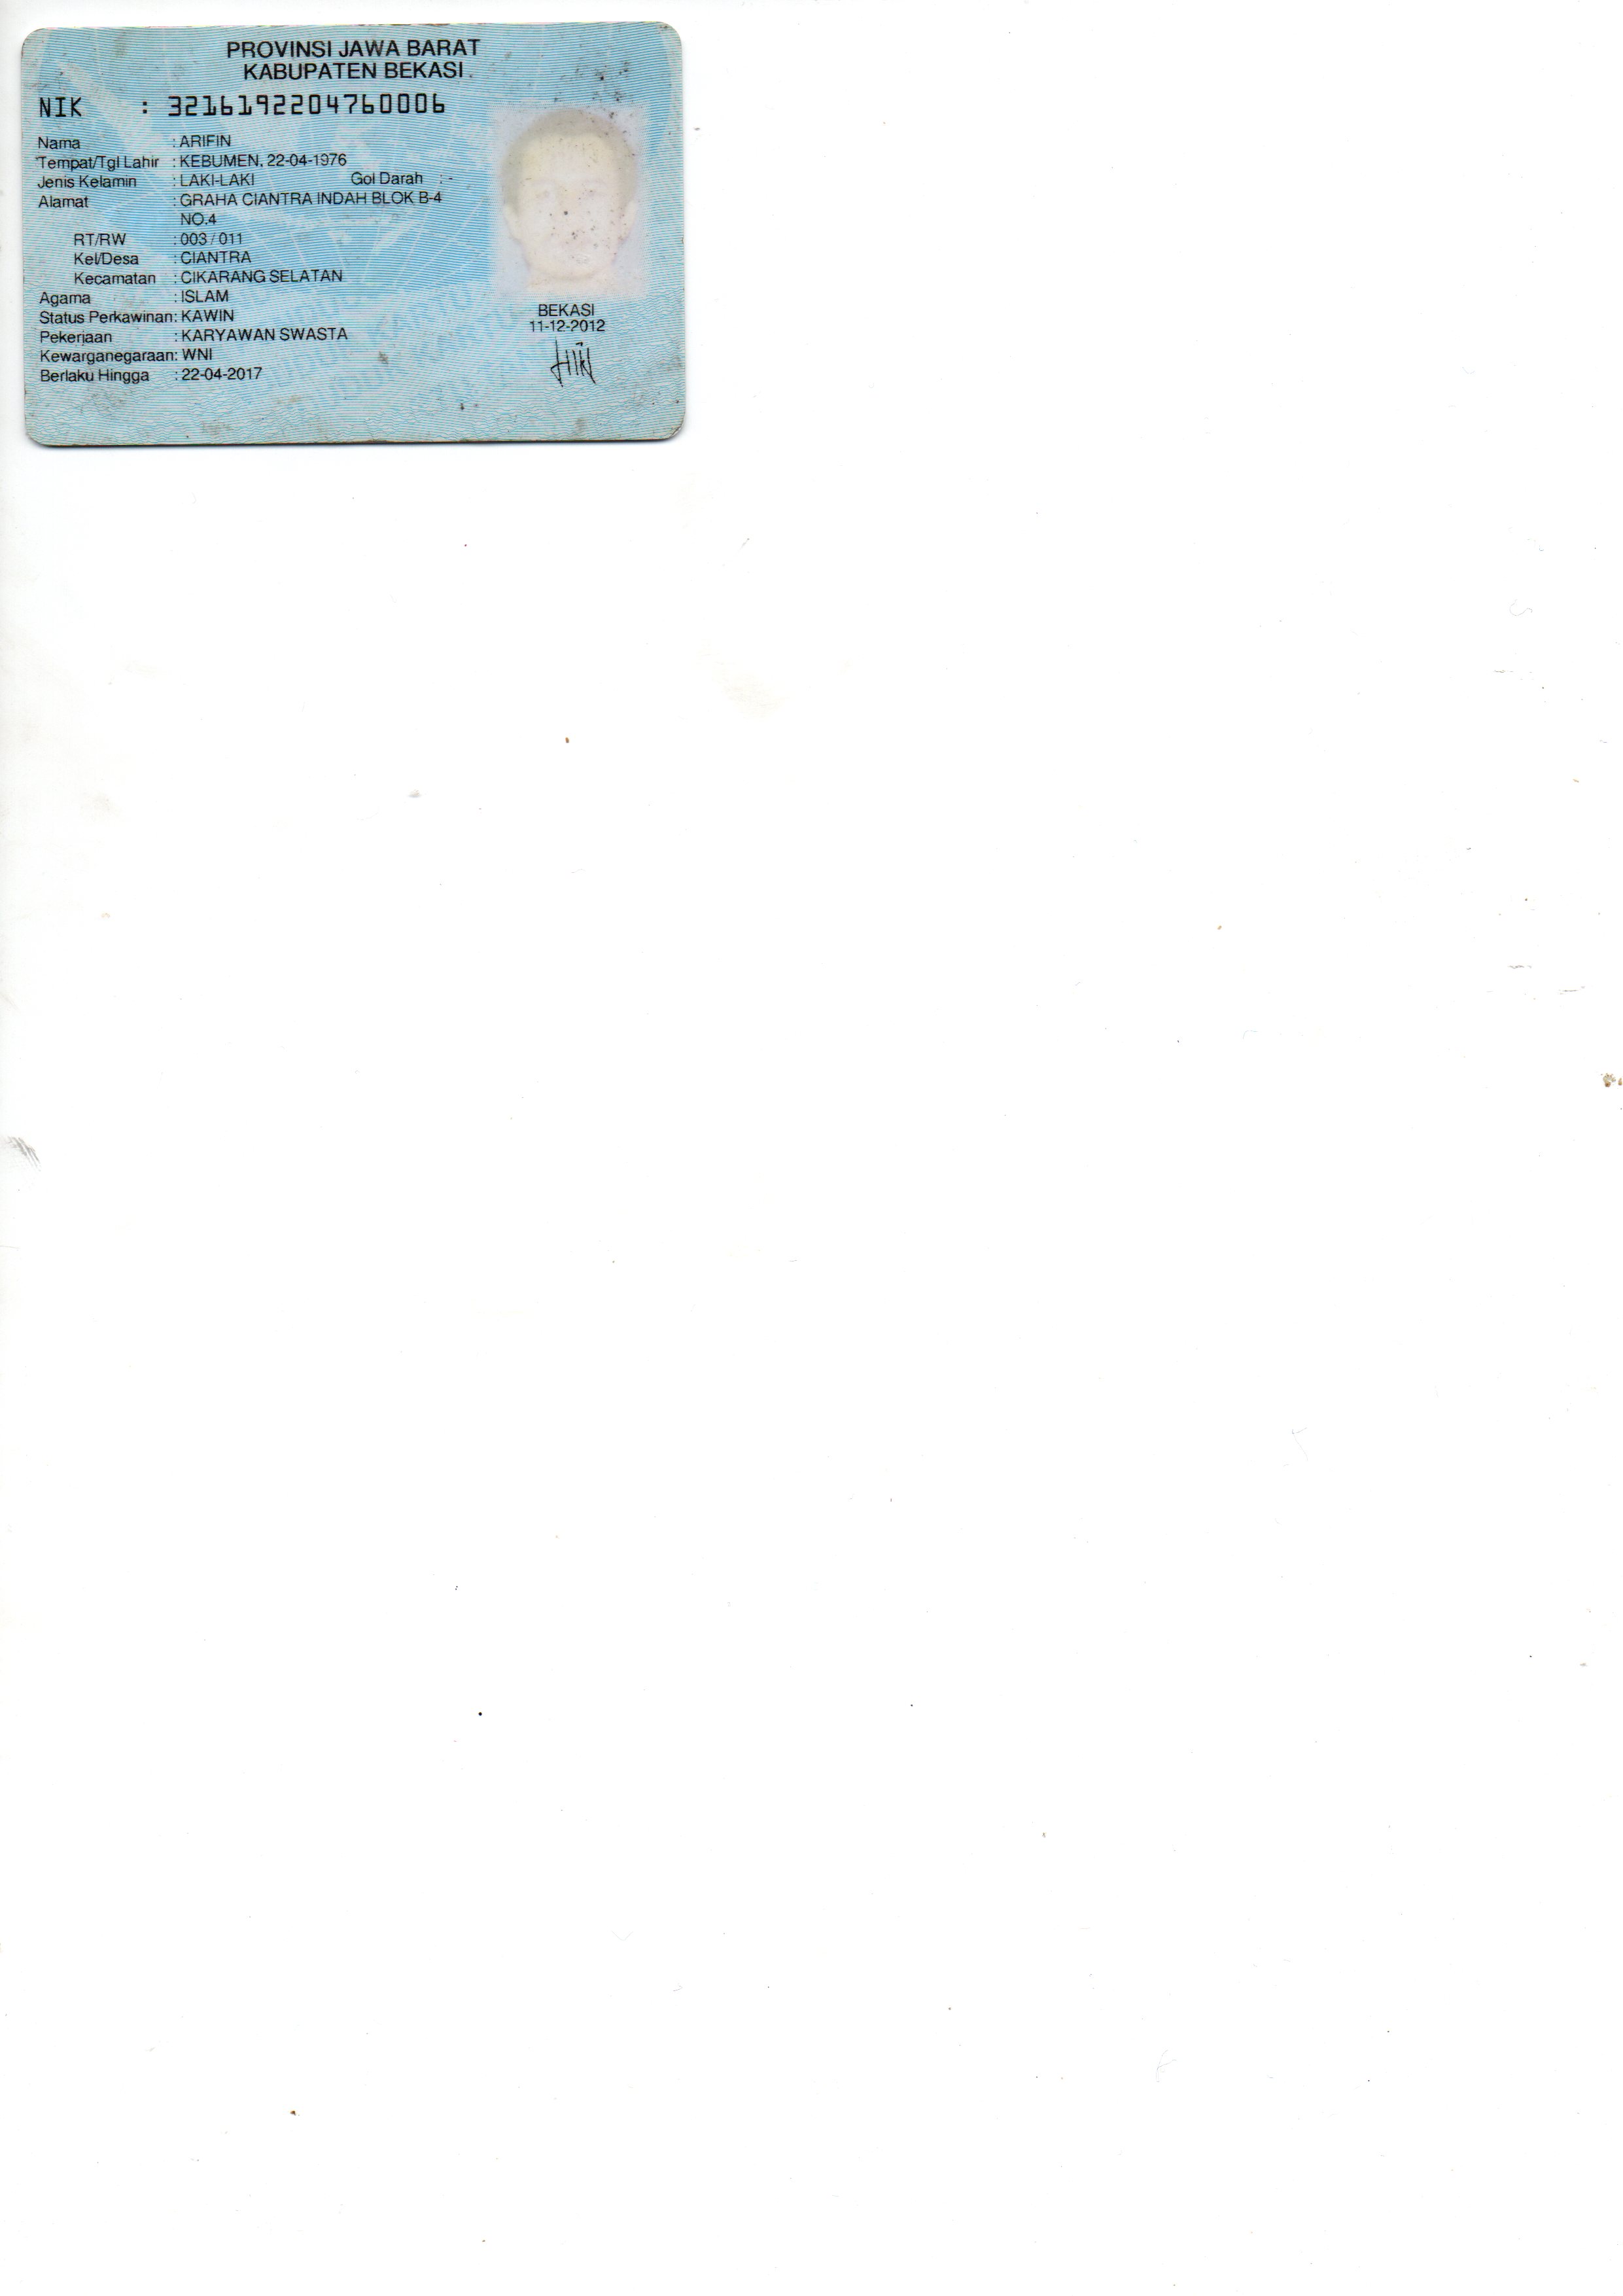 PROVINSI JAWA BARAT
KABUPATEN BEKASI
NIK : 3216192204760006
Nama : ARIFIN
Tempat/Tgl Lahir : KEBUMEN, 22-04-1976
Jenis Kelamin : LAKI-LAKI Gol Darah : -
Alamat : GRAHA CIANTRA INDAH BLOK B-4
NO.4
RT/RW : 003 / 011
Kel/Desa : CIANTRA
Kecamatan : CIKARANG SELATAN
Agama : ISLAM
Status Perkawinan: KAWIN
Pekerjaan : KARYAWAN SWASTA
Kewarganegaraan: WNI
Berlaku Hingga : 22-04-2017
BEKASI
11-12-2012